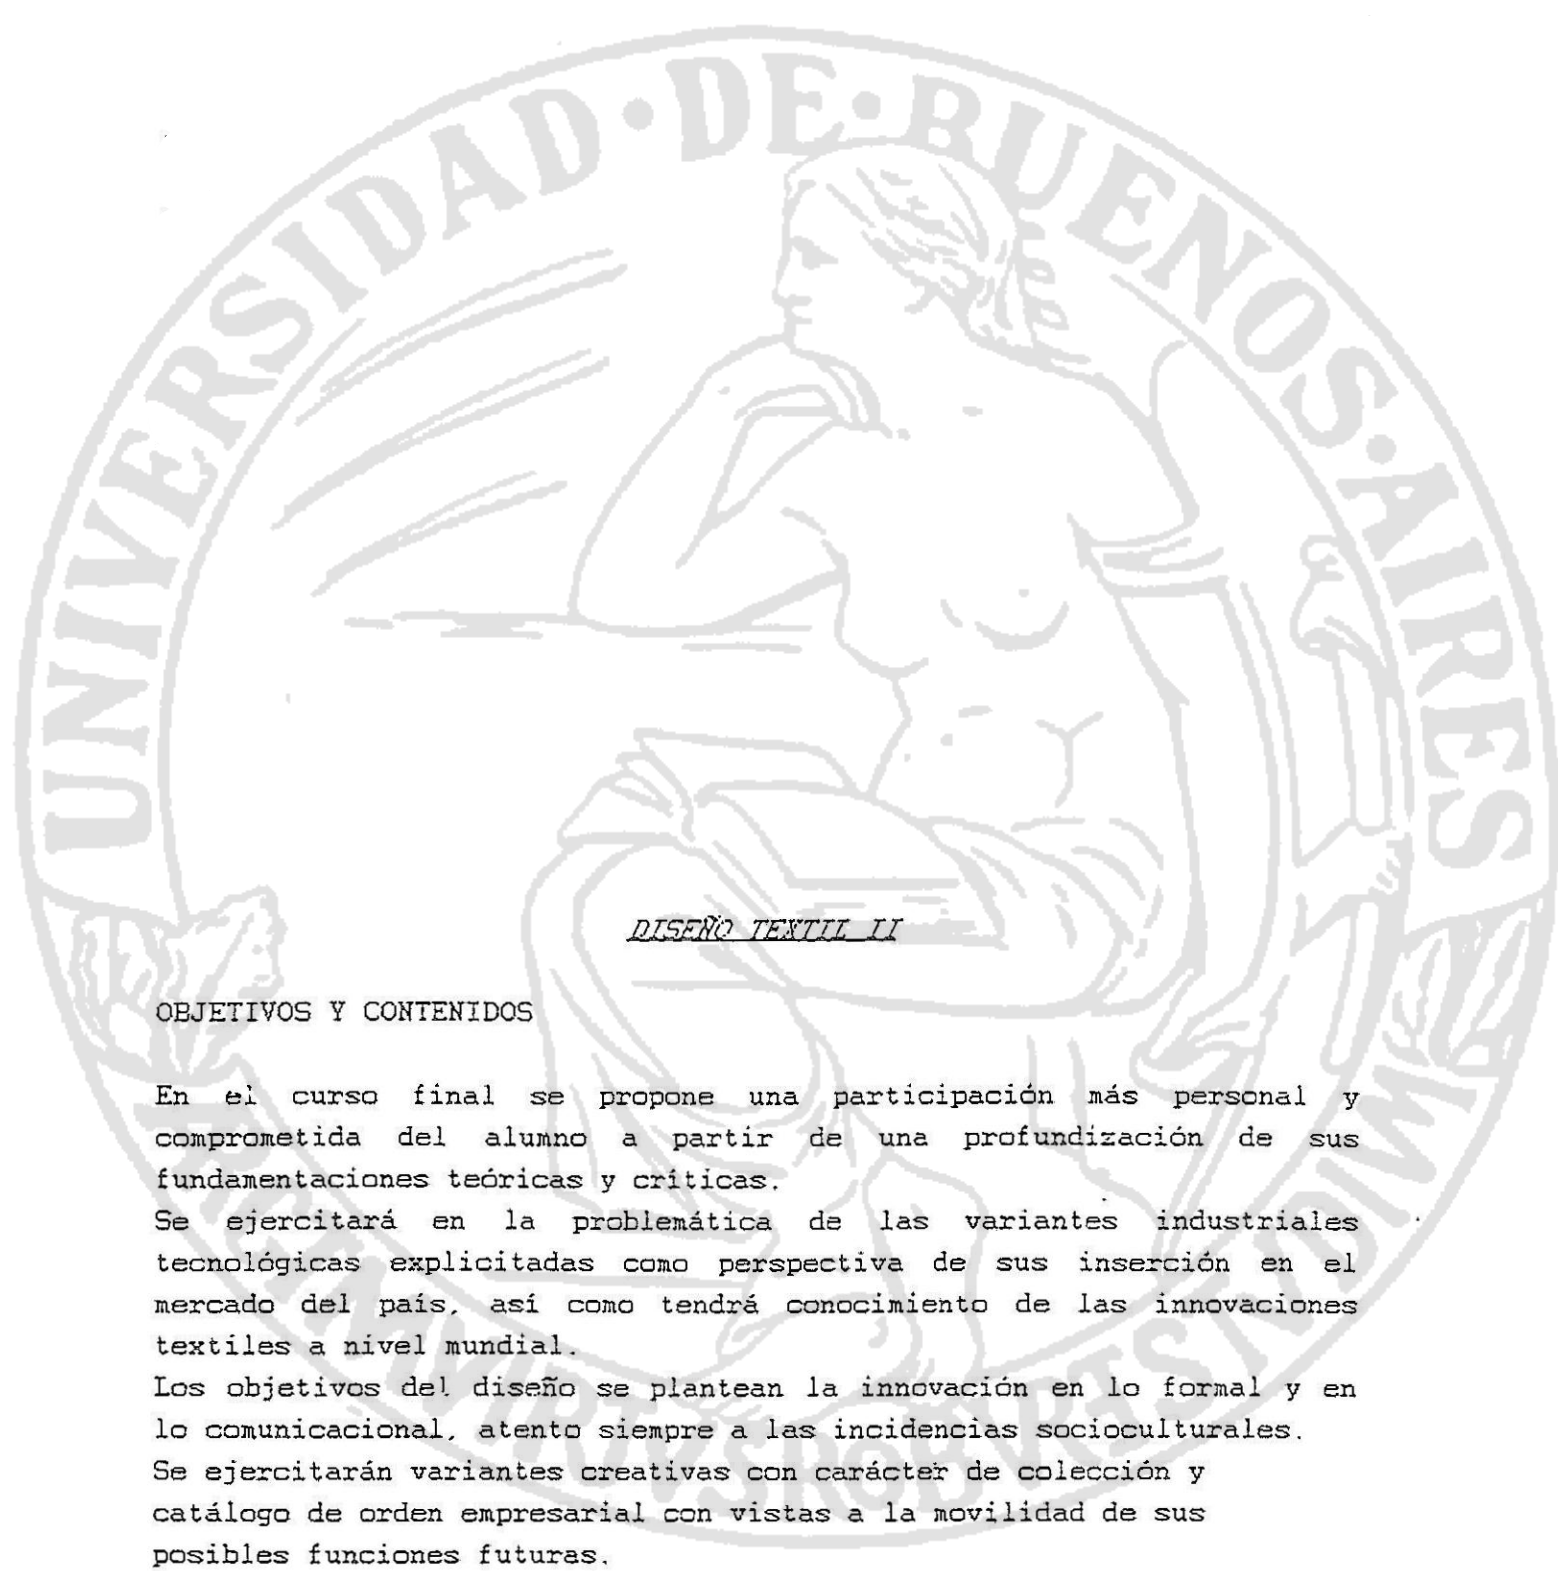 UNIVERSIDAD·DE·BUENOS·AIRES
DISEÑO TEXTIL II
OBJETIVOS Y CONTENIDOS
En el curso final se propone una participación más personal y
comprometida del alumno a partir de una profundización de sus
fundamentaciones teóricas y críticas.
Se ejercitará en la problemática de las variantes industriales
tecnológicas explicitadas como perspectiva de sus inserción en el
mercado del país, así como tendrá conocimiento de las innovaciones
textiles a nivel mundial.
Los objetivos del diseño se plantean la innovación en lo formal y en
lo comunicacional, atento siempre a las incidencias socioculturales.
Se ejercitarán variantes creativas con carácter de colección y
catálogo de orden empresarial con vistas a la movilidad de sus
posibles funciones futuras.
ARGENTVM VIRTVS ROBVR ET STVDIVM